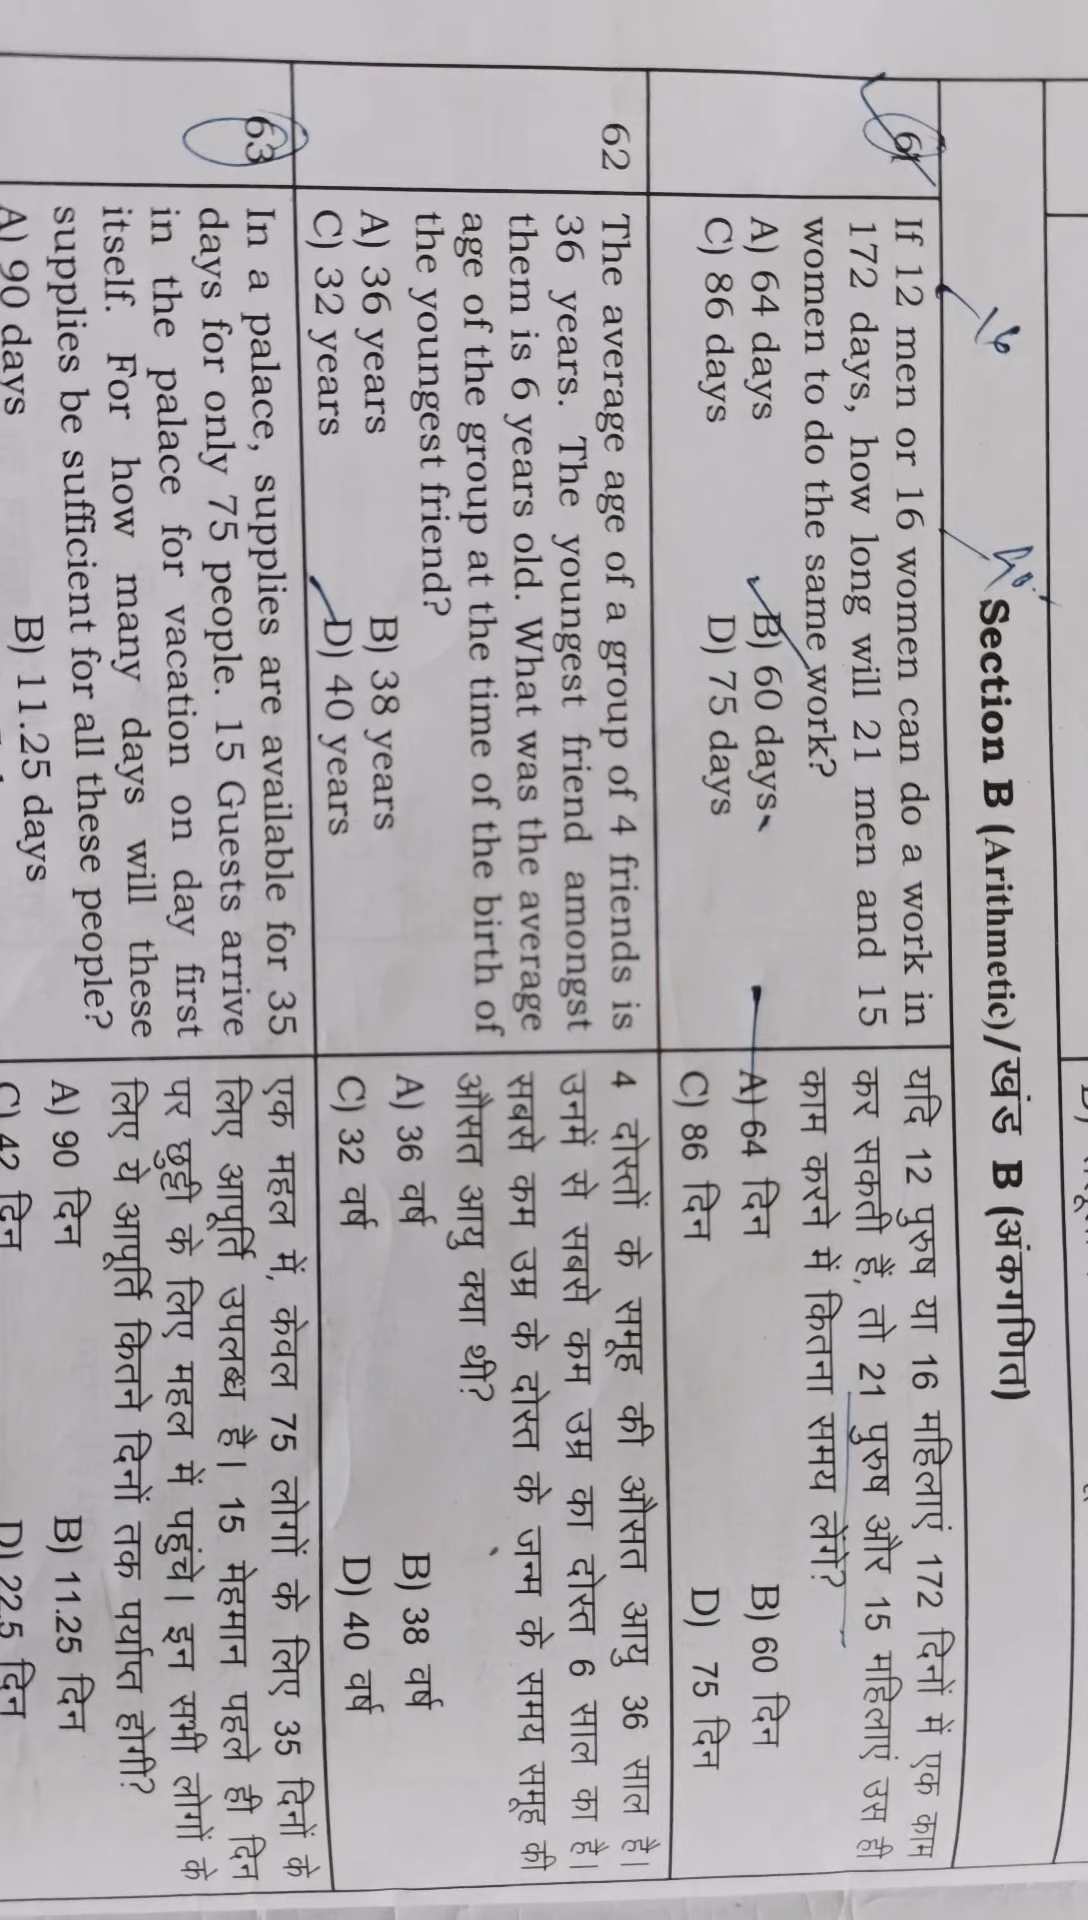 Section B (Arithmetic)/खंड B (अंकगणित)
61
If 12 men or 16 women can do a work in
172 days, how long will 21 men and 15
women to do the same work?
A) 64 days B) 60 days
C) 86 days D) 75 days
यदि 12 पुरुष या 16 महिलाएं 172 दिनों में एक काम
कर सकती हैं, तो 21 पुरुष और 15 महिलाएं उस ही
काम करने में कितना समय लेंगे?
A) 64 दिन B) 60 दिन
C) 86 दिन D) 75 दिन
62
The average age of a group of 4 friends is
36 years. The youngest friend amongst
them is 6 years old. What was the average
age of the group at the time of the birth of
the youngest friend?
A) 36 years B) 38 years
C) 32 years D) 40 years
4 दोस्तों के समूह की औसत आयु 36 साल है।
उनमें से सबसे कम उम्र का दोस्त 6 साल का है।
सबसे कम उम्र के दोस्त के जन्म के समय समूह की
औसत आयु क्या थी?
A) 36 वर्ष B) 38 वर्ष
C) 32 वर्ष D) 40 वर्ष
63
In a palace, supplies are available for 35
days for only 75 people. 15 Guests arrive
in the palace for vacation on day first
itself. For how many days will these
supplies be sufficient for all these people?
A) 90 days B) 11.25 days
एक महल में, केवल 75 लोगों के लिए 35 दिनों के
लिए आपूर्ति उपलब्ध है। 15 मेहमान पहले ही दिन
पर छुट्टी के लिए महल में पहुंचे। इन सभी लोगों के
लिए ये आपूर्ति कितने दिनों तक पर्याप्त होगी?
A) 90 दिन B) 11.25 दिन
C) 42 दिन D) 22.5 दिन